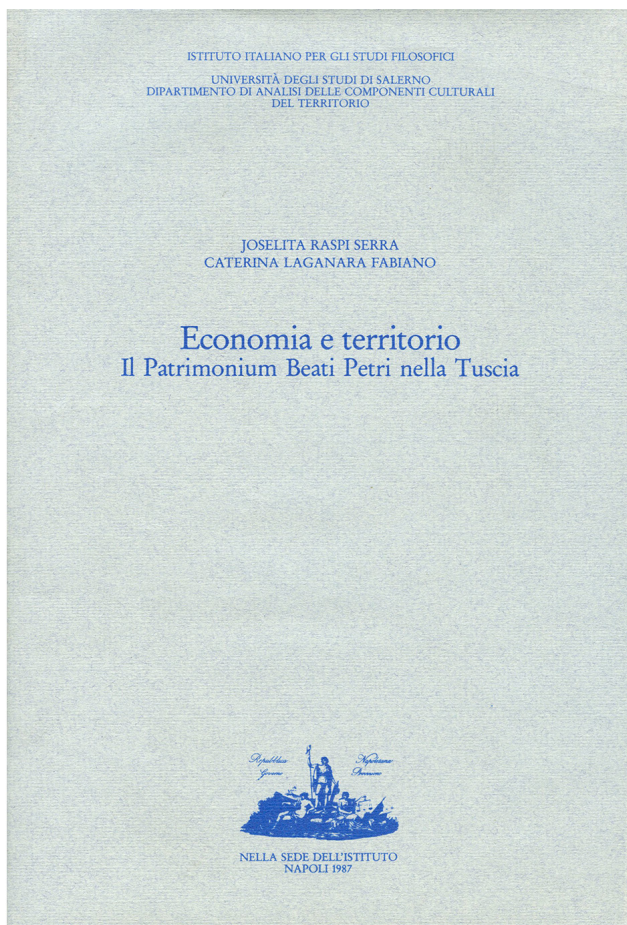 ISTITUTO ITALIANO PER GLI STUDI FILOSOFICI
UNIVERSITÀ DEGLI STUDI DI SALERNO
DIPARTIMENTO DI ANALISI DELLE COMPONENTI CULTURALI
DEL TERRITORIO
JOSELITA RASPI SERRA
CATERINA LAGANARA FABIANO
Economia e territorio
Il Patrimonium Beati Petri nella Tuscia
Repubblica Napoletana
NELLA SEDE DELL'ISTITUTO
NAPOLI 1987